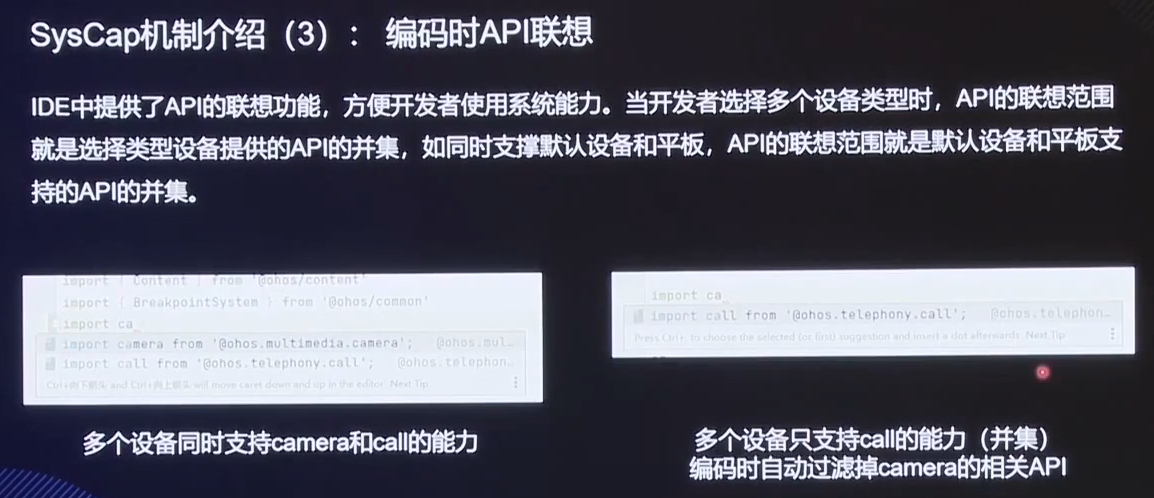 SysCap机制介绍（3）： 编码时API联想
IDE中提供了API的联想功能，方便开发者使用系统能力。当开发者选择多个设备类型时，API的联想范围
就是选择类型设备提供的API的并集，如同时支撑默认设备和平板，API的联想范围就是默认设备和平板支
持的API的并集。
import { Content } from '@ohos/content'
import { BreakpointSystem } from '@ohos/common'
import ca
import camera from '@ohos.multimedia.camera'; @ohos.mul...
import call from '@ohos.telephony.call'; @ohos.telephon...
Ctrl+向下箭头 and Ctrl+向上箭头 will move caret down and up in the editor Next Tip
import ca
import call from '@ohos.telephony.call'; @ohos.telephon...
Press Ctrl+. to choose the selected (or first) suggestion and insert a dot afterwards Next Tip
多个设备同时支持camera和call的能力
多个设备只支持call的能力（并集）
编码时自动过滤掉camera的相关API